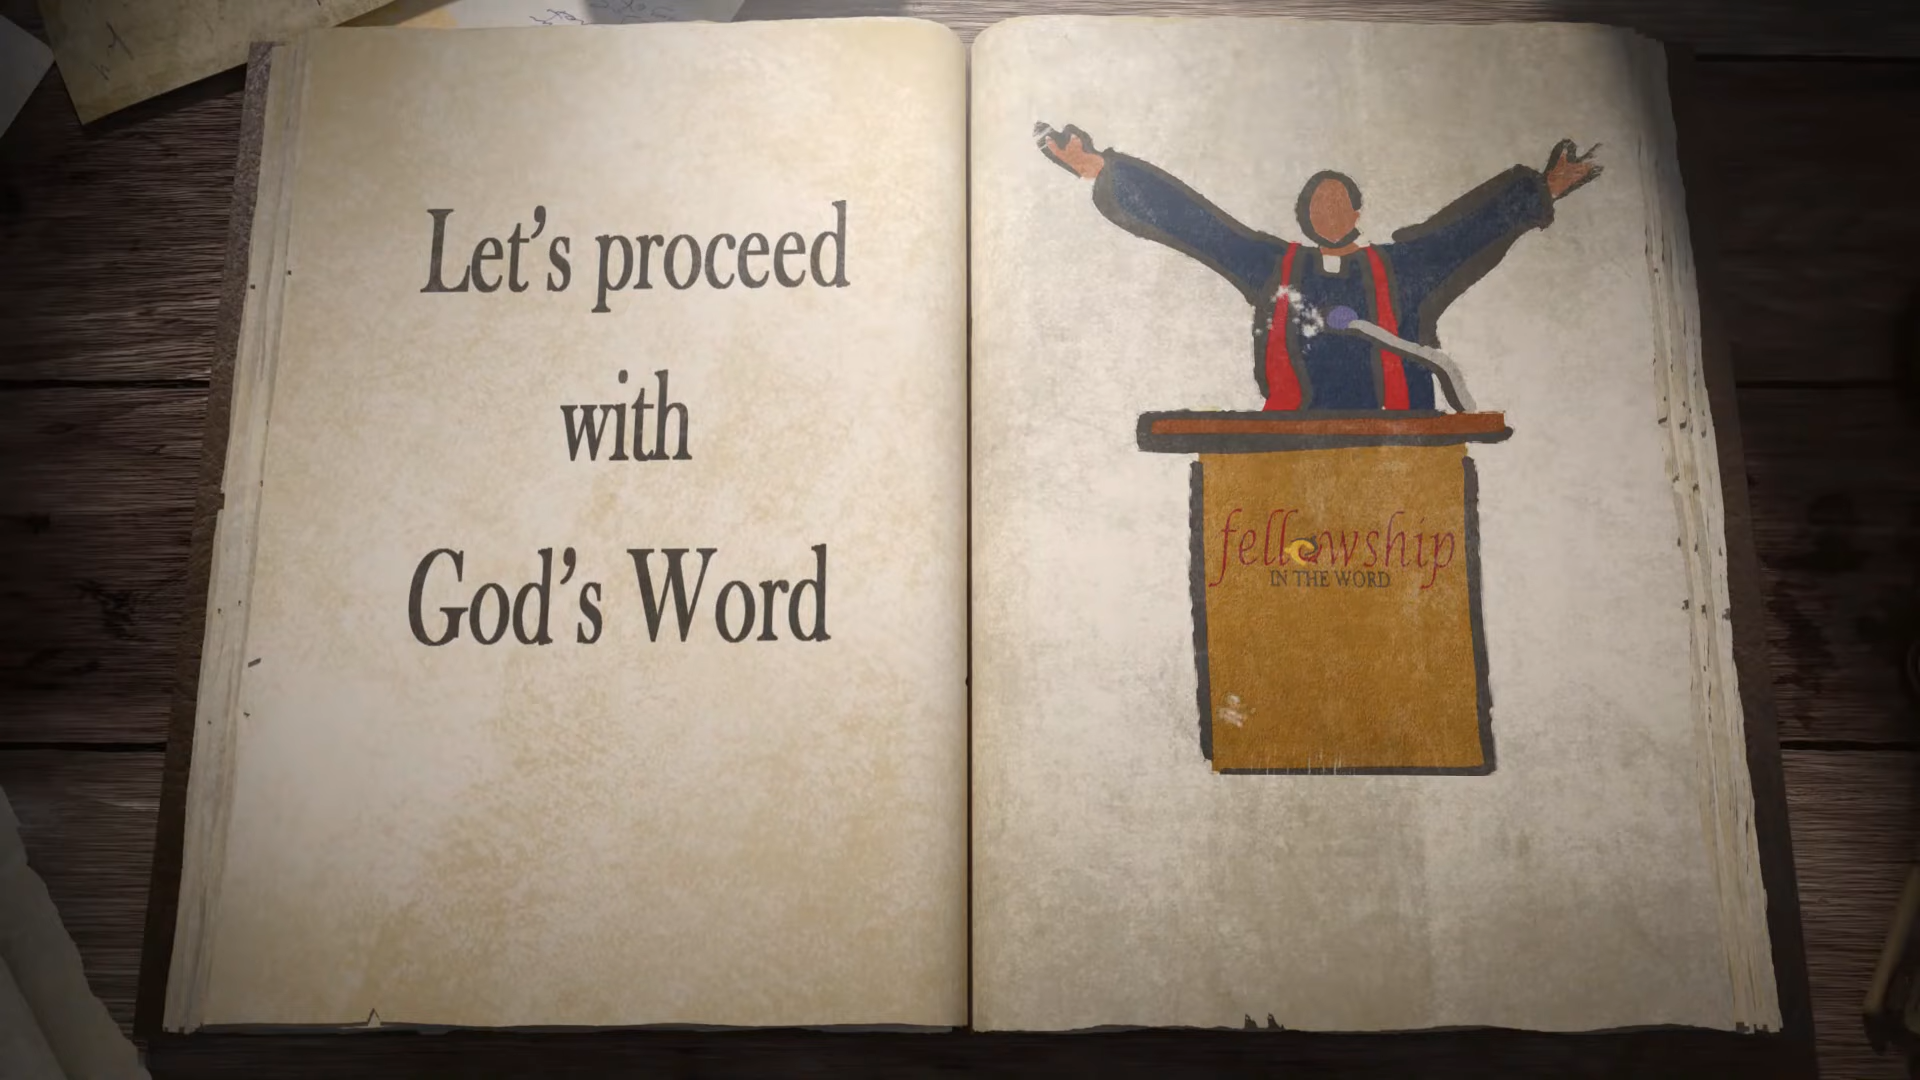 Let’s proceed
with
God’s Word
fellowship
IN THE WORD